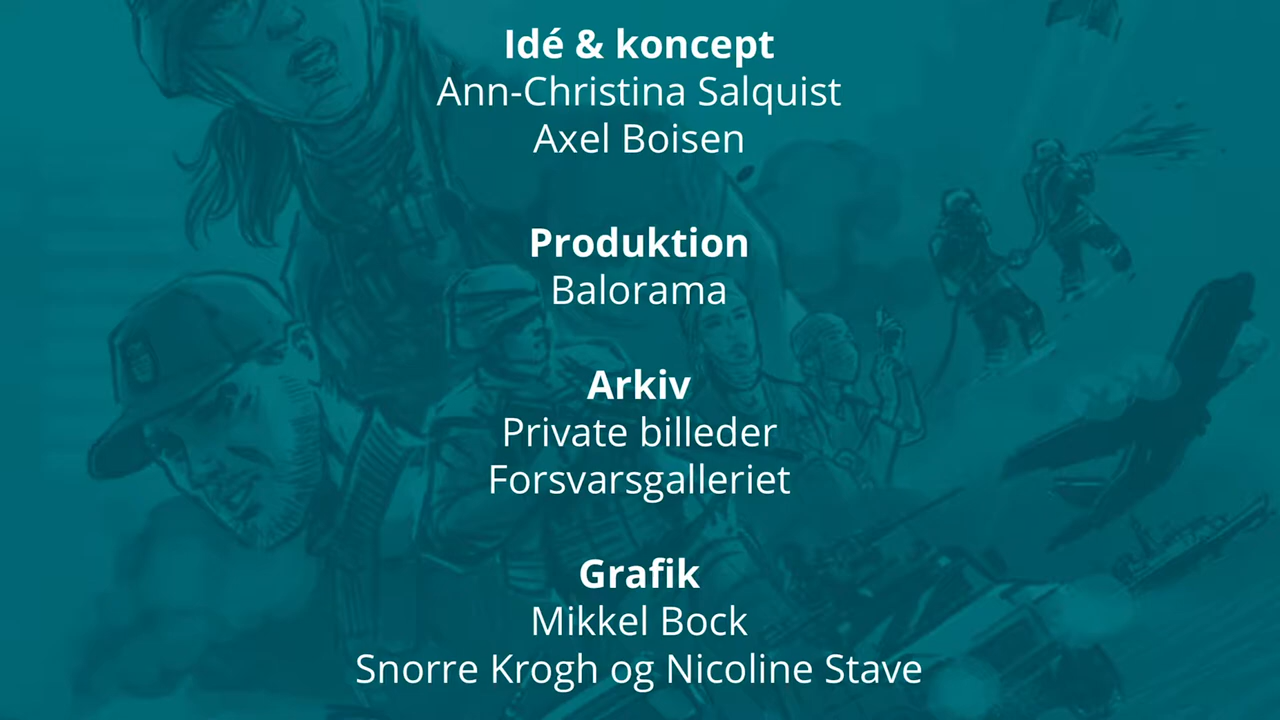 Idé & koncept
Ann-Christina Salquist
Axel Boisen
Produktion
Balorama
Arkiv
Private billeder
Forsvarsgalleriet
Grafik
Mikkel Bock
Snorre Krogh og Nicoline Stave